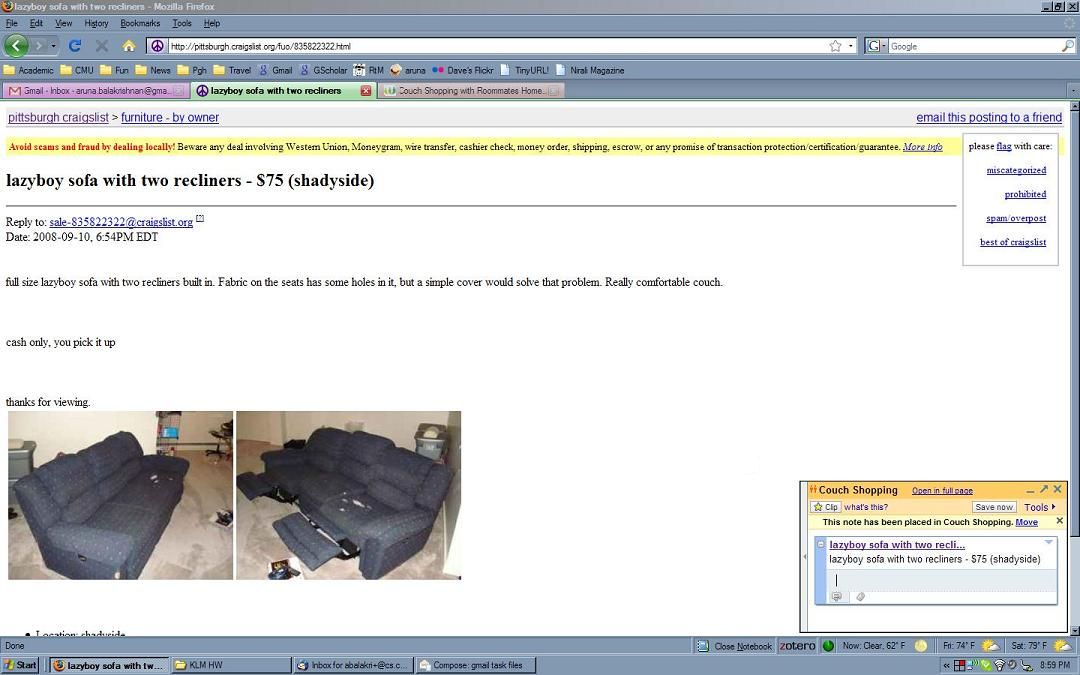 lazyboy sofa with two recliners - Mozilla Firefox
File Edit View History Bookmarks Tools Help
http://pittsburgh.craigslist.org/fuo/835822322.html
Google
Academic CMU Fun News Pgh Travel Gmail GScholar RtM aruna Dave's Flickr TinyURL! Nirali Magazine
Gmail - Inbox - aruna.balakrishnan@gma...
lazyboy sofa with two recliners
Couch Shopping with Roommates Home...
pittsburgh craigslist > furniture - by owner
email this posting to a friend
Avoid scams and fraud by dealing locally! Beware any deal involving Western Union, Moneygram, wire transfer, cashier check, money order, shipping, escrow, or any promise of transaction protection/certification/guarantee. More info
please flag with care:
miscategorized
prohibited
spam/overpost
best of craigslist
lazyboy sofa with two recliners - $75 (shadyside)
Reply to: sale-835822322@craigslist.org [?]
Date: 2008-09-10, 6:54PM EDT
full size lazyboy sofa with two recliners built in. Fabric on the seats has some holes in it, but a simple cover would solve that problem. Really comfortable couch.
cash only, you pick it up
thanks for viewing.
Location: shadyside
Couch Shopping Open in full page
Clip what's this? Save now Tools
This note has been placed in Couch Shopping. Move
lazyboy sofa with two recli...
lazyboy sofa with two recliners - $75 (shadyside)
Done
Close Notebook zotero Now: Clear, 62° F Fri: 74° F Sat: 79° F
Start lazyboy sofa with tw... KLM HW Inbox for abalakri+@cs.c... Compose: gmail task files 8:59 PM